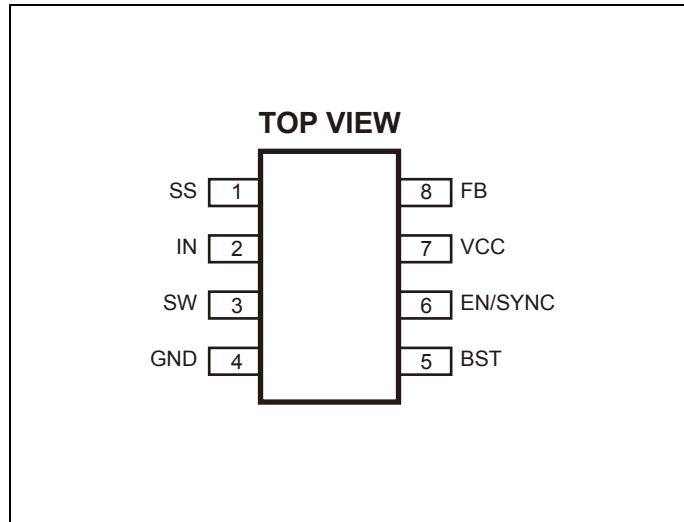 TOP VIEW
SS 1 8 FB
IN 2 7 VCC
SW 3 6 EN/SYNC
GND 4 5 BST